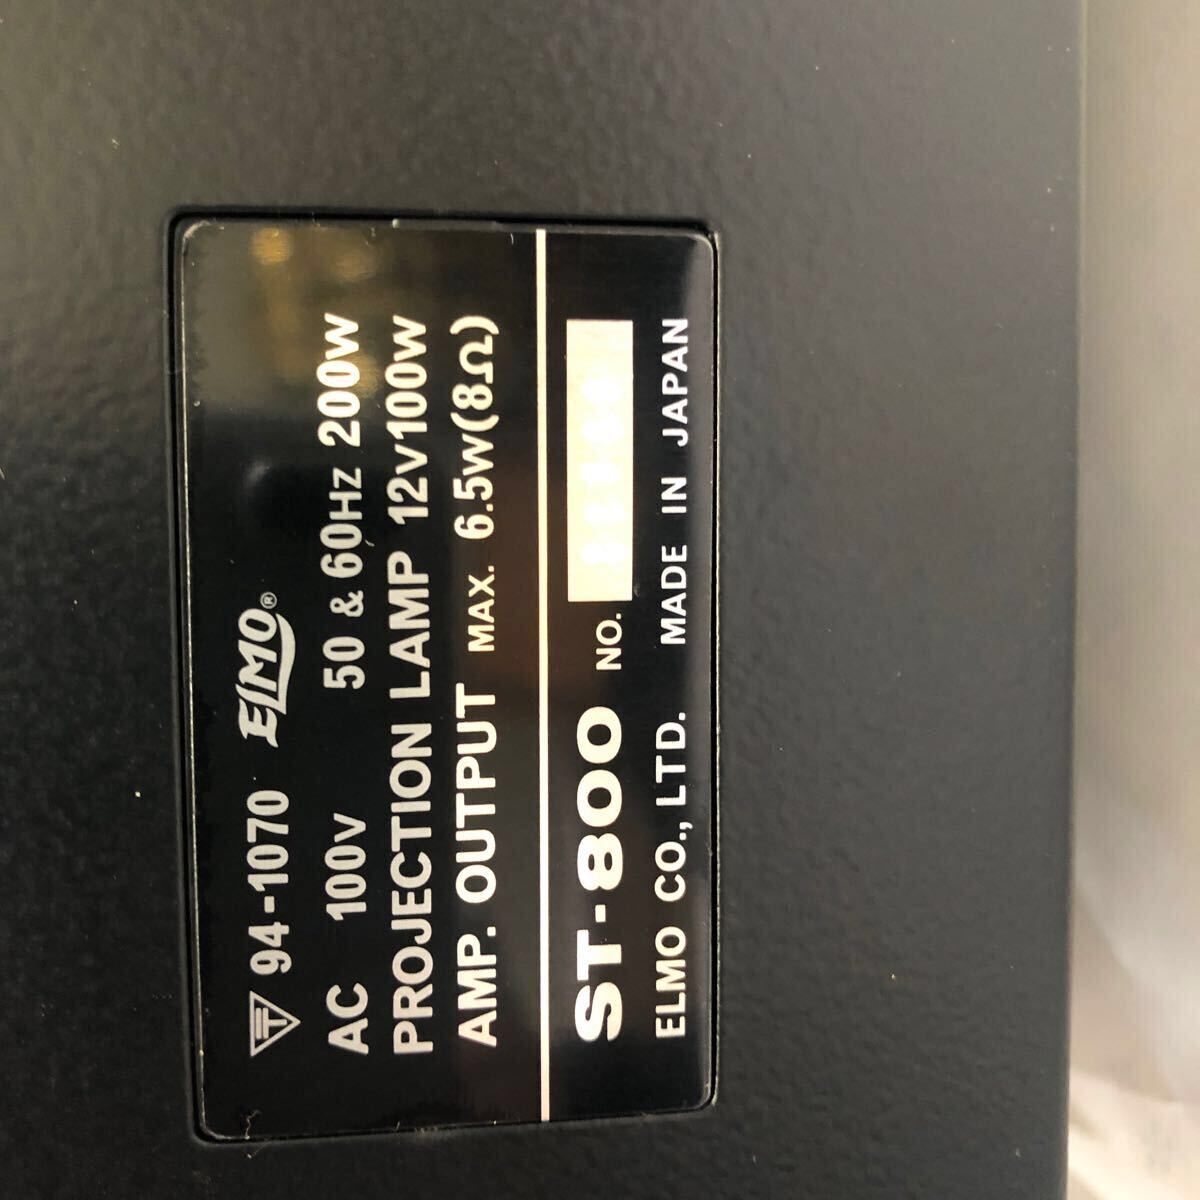 94-1070 ELMO®
AC 100V 50 & 60HZ 200W
PROJECTION LAMP 12V100W
AMP. OUTPUT MAX. 6.5W(8Ω)
ST-800 NO.
ELMO CO., LTD. MADE IN JAPAN